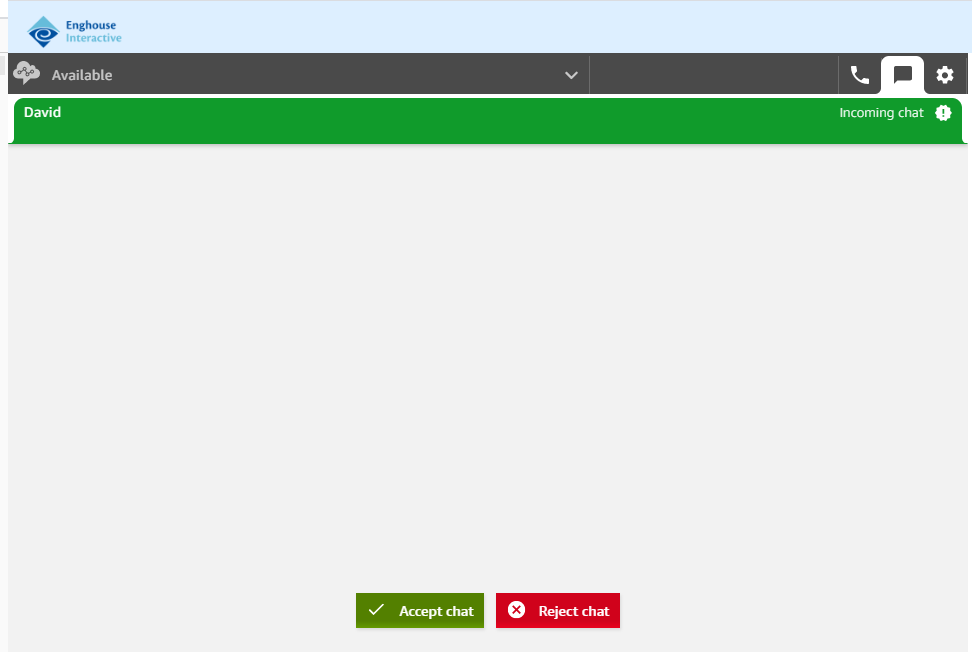 Enghouse
Interactive
Available
David
Incoming chat
Accept chat
Reject chat